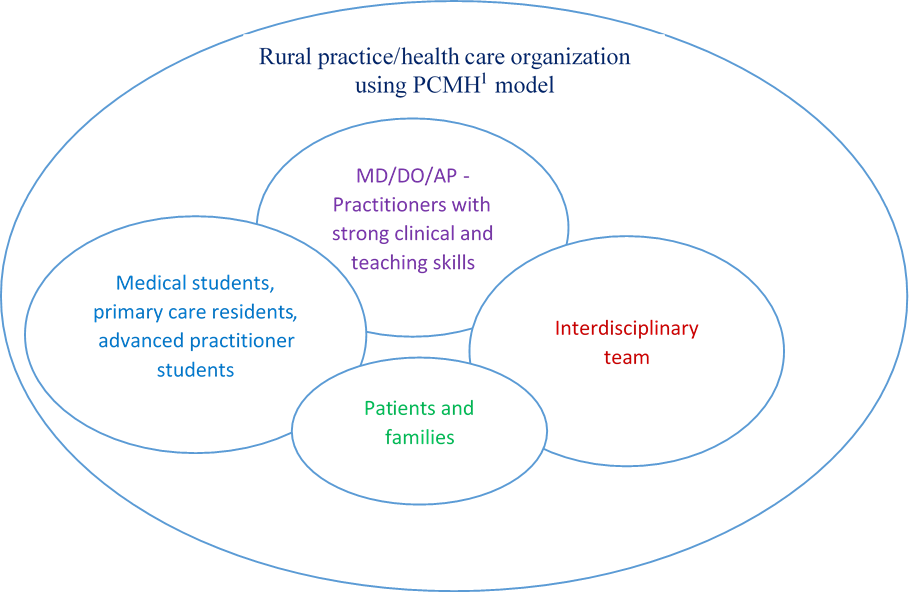 Rural practice/health care organization
using PCMH¹ model
MD/DO/AP -
Practitioners with
strong clinical and
teaching skills
Medical students,
primary care residents,
advanced practitioner
students
Interdisciplinary
team
Patients and
families